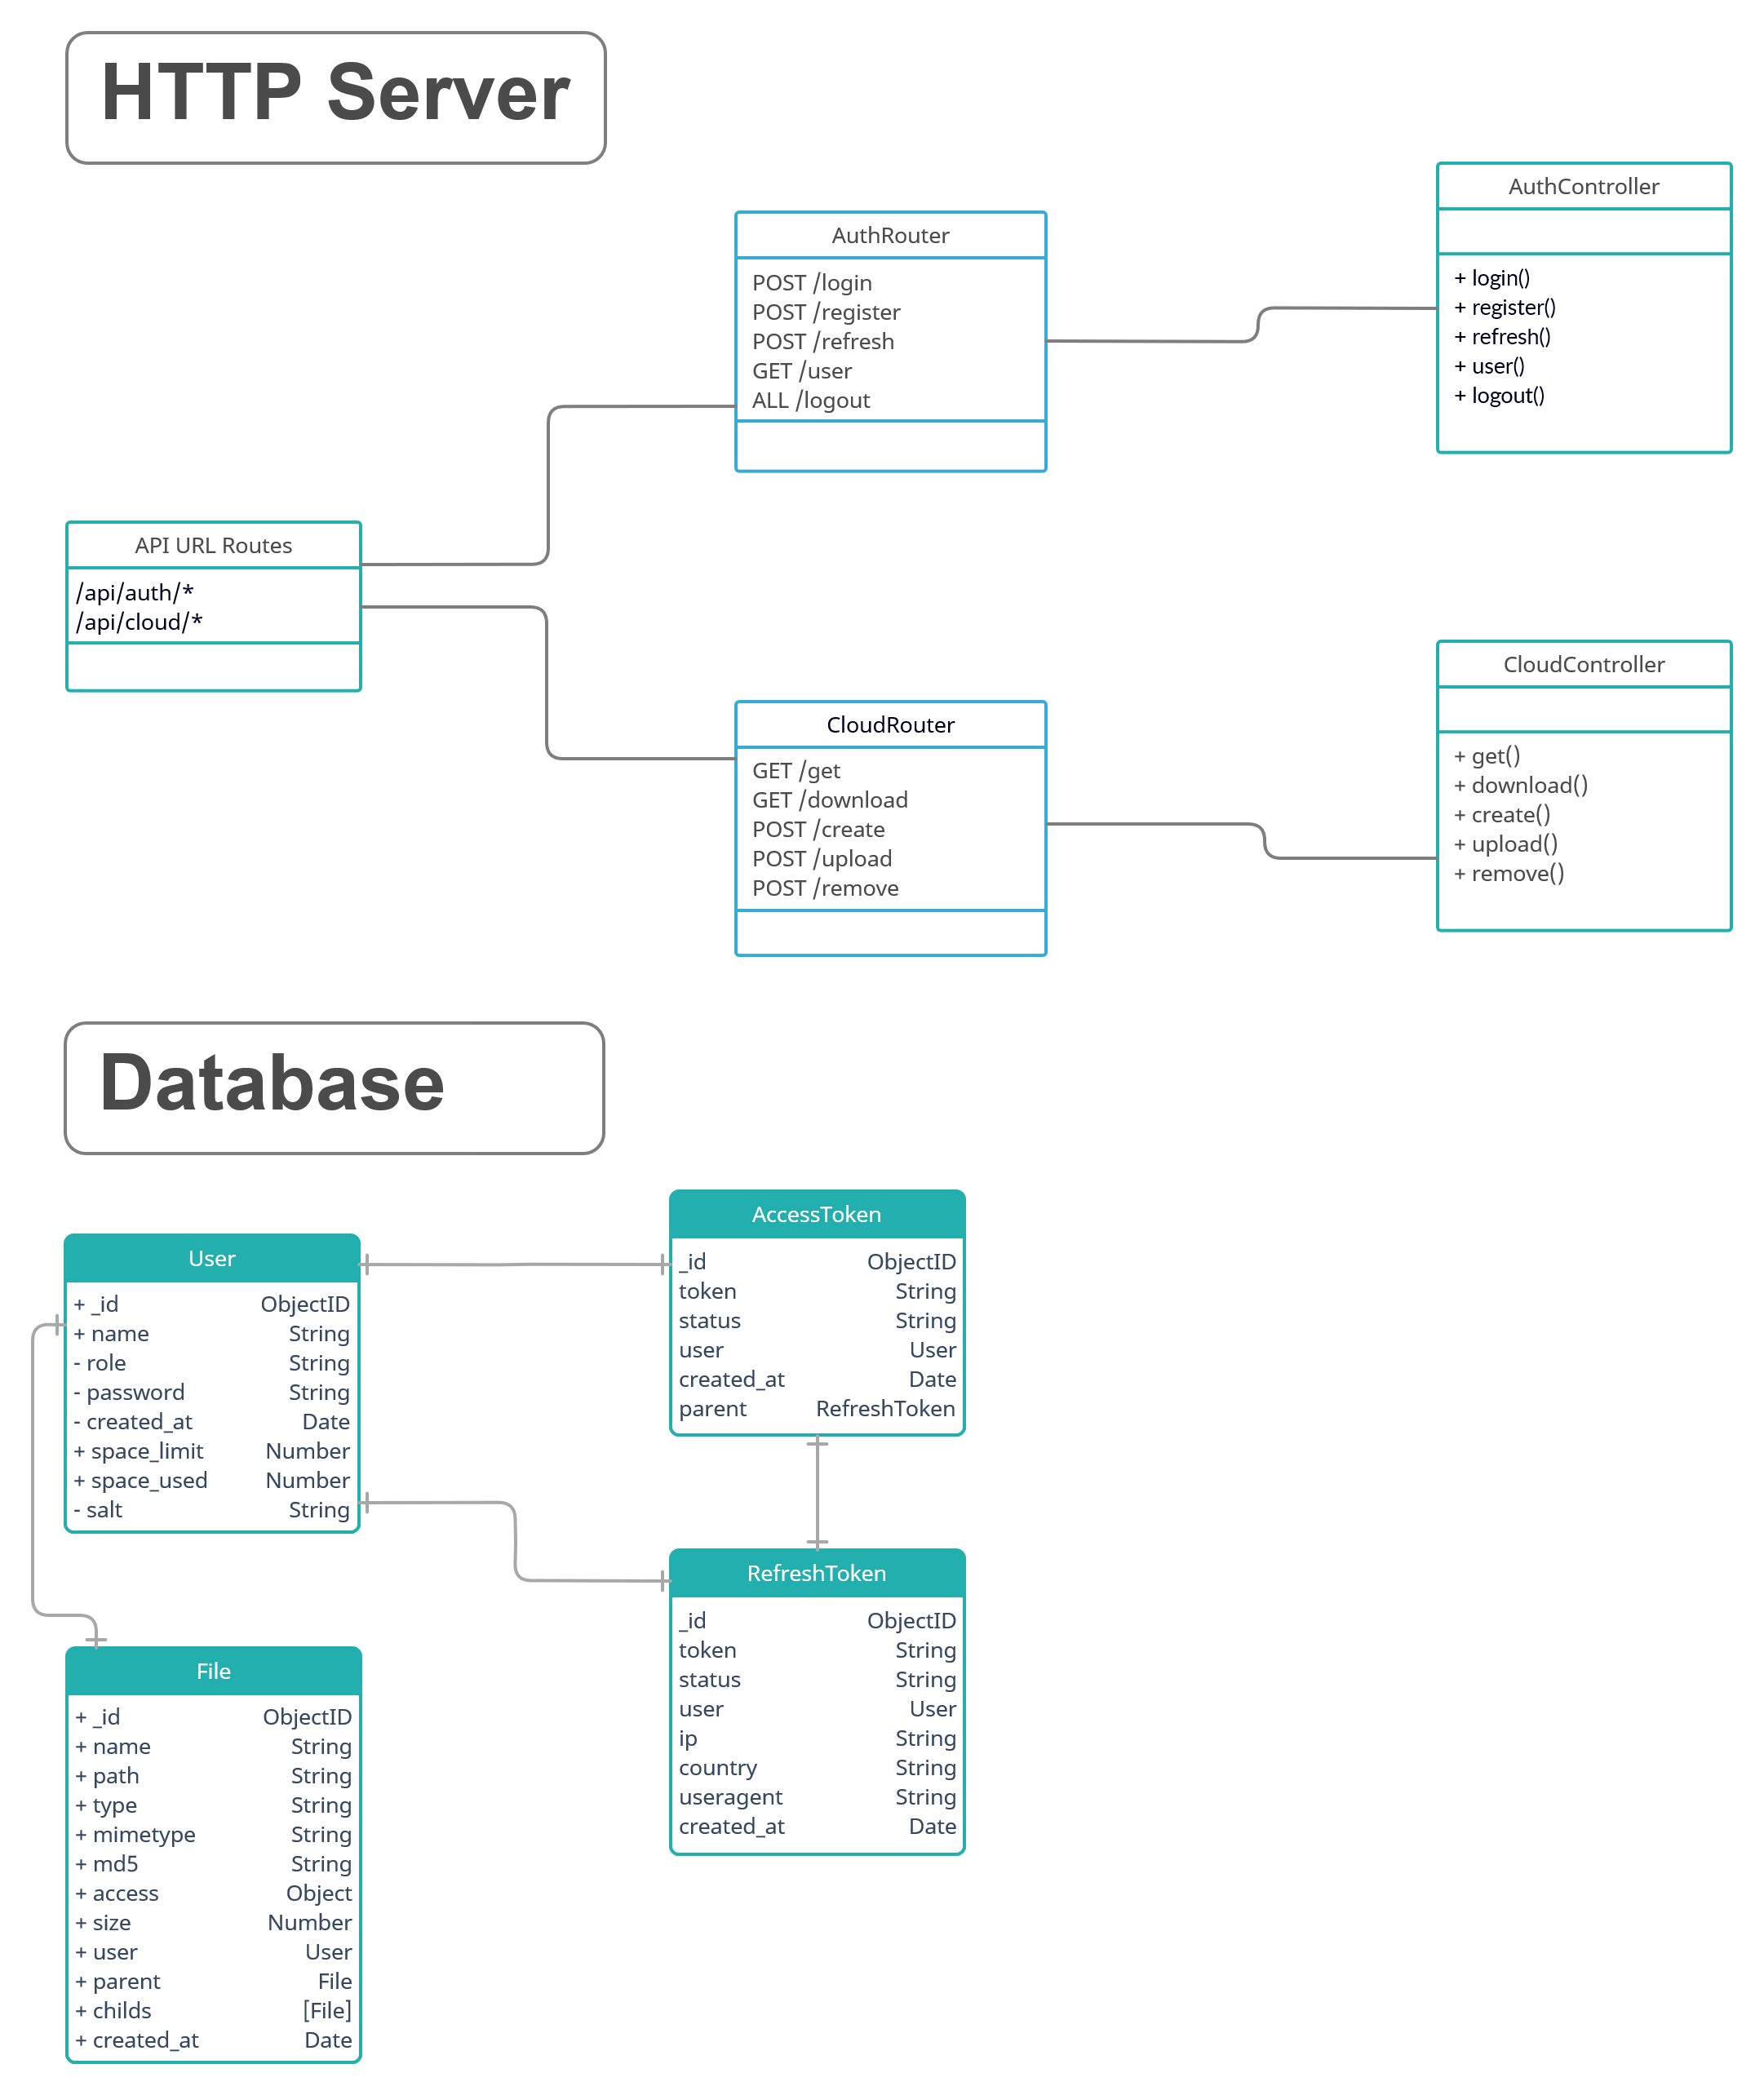 HTTP Server
AuthController
+ login()
+ register()
+ refresh()
+ user()
+ logout()
AuthRouter
POST /login
POST /register
POST /refresh
GET /user
ALL /logout
API URL Routes
/api/auth/*
/api/cloud/*
CloudController
+ get()
+ download()
+ create()
+ upload()
+ remove()
CloudRouter
GET /get
GET /download
POST /create
POST /upload
POST /remove
Database
AccessToken
_id ObjectID
token String
status String
user User
created_at Date
parent RefreshToken
User
+ _id ObjectID
+ name String
- role String
- password String
- created_at Date
+ space_limit Number
+ space_used Number
- salt String
RefreshToken
_id ObjectID
token String
status String
user User
ip String
country String
useragent String
created_at Date
File
+ _id ObjectID
+ name String
+ path String
+ type String
+ mimetype String
+ md5 String
+ access Object
+ size Number
+ user User
+ parent File
+ childs [File]
+ created_at Date